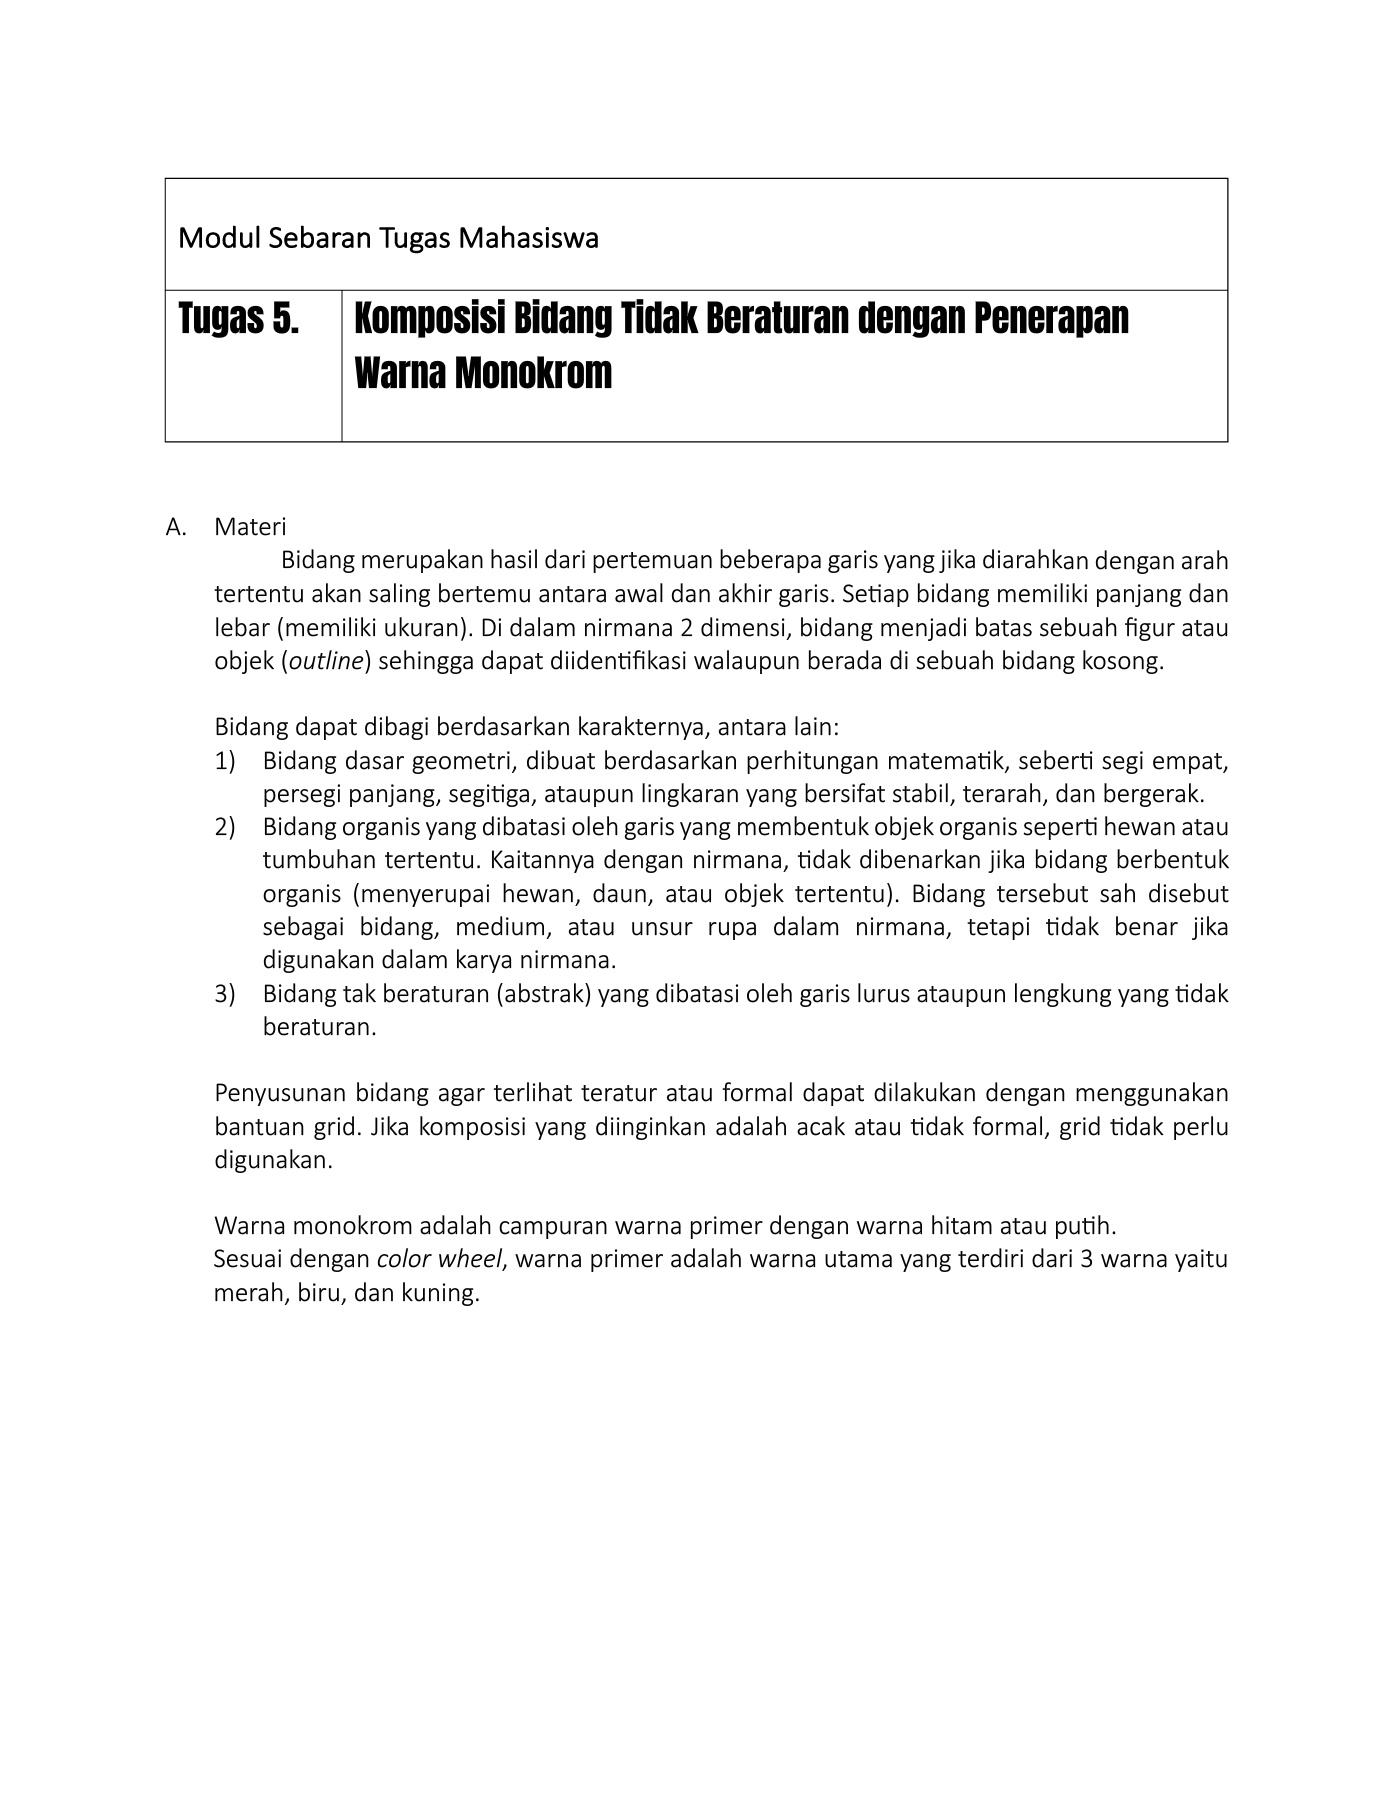 Modul Sebaran Tugas Mahasiswa
Tugas 5.
Komposisi Bidang Tidak Beraturan dengan Penerapan
Warna Monokrom
A. Materi
Bidang merupakan hasil dari pertemuan beberapa garis yang jika diarahkan dengan arah
tertentu akan saling bertemu antara awal dan akhir garis. Setiap bidang memiliki panjang dan
lebar (memiliki ukuran). Di dalam nirmana 2 dimensi, bidang menjadi batas sebuah figur atau
objek (outline) sehingga dapat diidentifikasi walaupun berada di sebuah bidang kosong.
Bidang dapat dibagi berdasarkan karakternya, antara lain:
1) Bidang dasar geometri, dibuat berdasarkan perhitungan matematik, seberti segi empat,
persegi panjang, segitiga, ataupun lingkaran yang bersifat stabil, terarah, dan bergerak.
2) Bidang organis yang dibatasi oleh garis yang membentuk objek organis seperti hewan atau
tumbuhan tertentu. Kaitannya dengan nirmana, tidak dibenarkan jika bidang berbentuk
organis (menyerupai hewan, daun, atau objek tertentu). Bidang tersebut sah disebut
sebagai bidang, medium, atau unsur rupa dalam nirmana, tetapi tidak benar jika
digunakan dalam karya nirmana.
3) Bidang tak beraturan (abstrak) yang dibatasi oleh garis lurus ataupun lengkung yang tidak
beraturan.
Penyusunan bidang agar terlihat teratur atau formal dapat dilakukan dengan menggunakan
bantuan grid. Jika komposisi yang diinginkan adalah acak atau tidak formal, grid tidak perlu
digunakan.
Warna monokrom adalah campuran warna primer dengan warna hitam atau putih.
Sesuai dengan color wheel, warna primer adalah warna utama yang terdiri dari 3 warna yaitu
merah, biru, dan kuning.